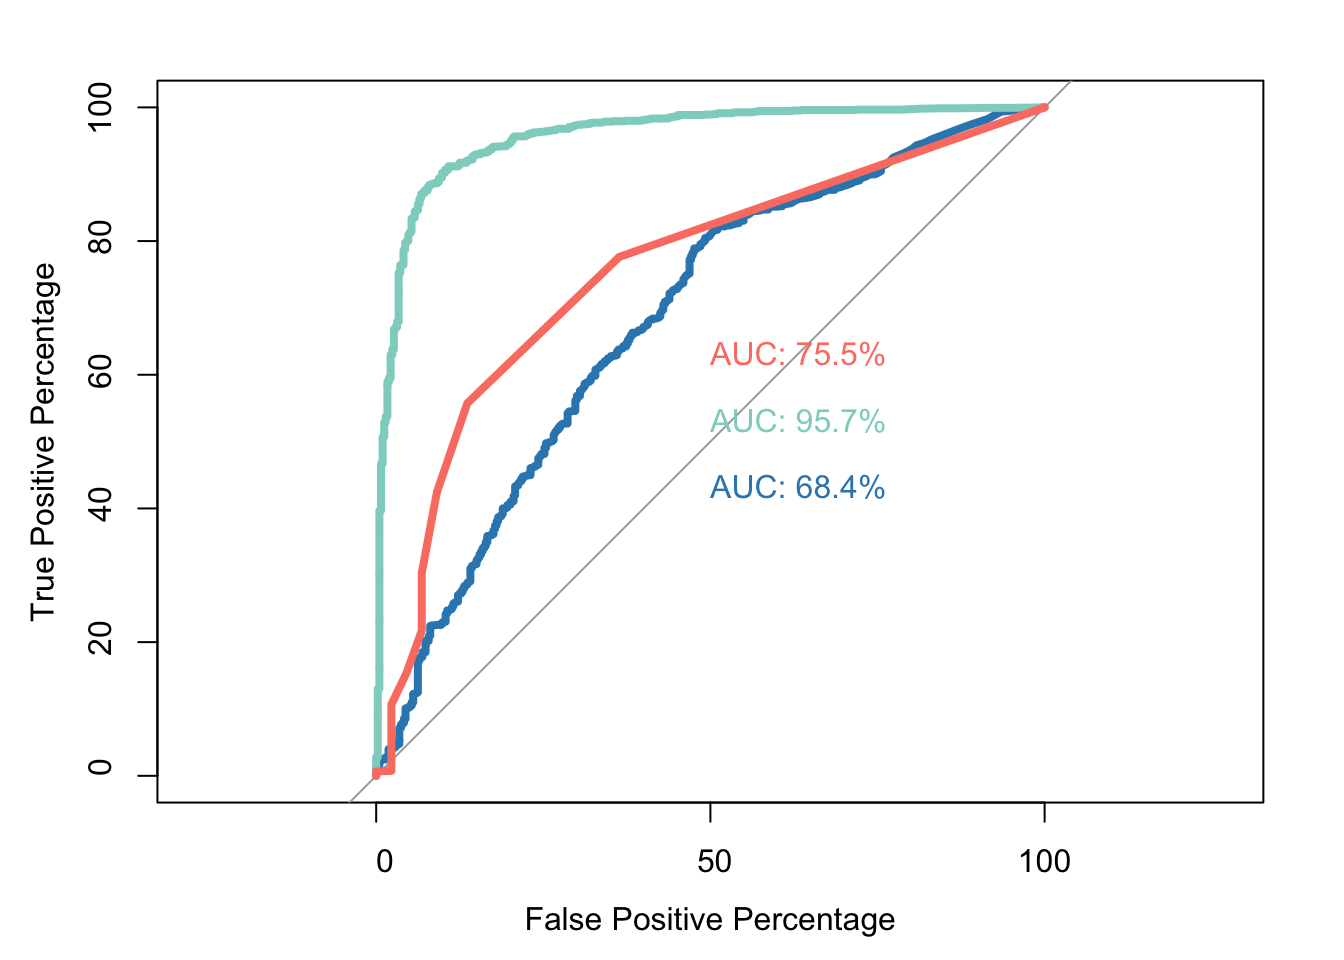 100
80
60
40
20
0
True Positive Percentage
AUC: 75.5%
AUC: 95.7%
AUC: 68.4%
0 50 100
False Positive Percentage